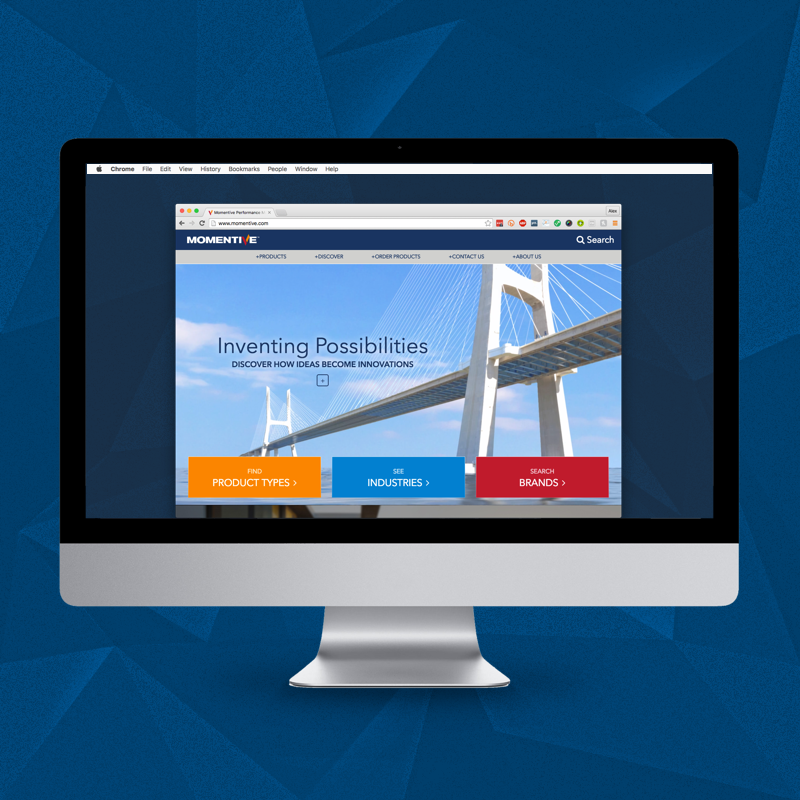 Chrome File Edit View History Bookmarks People Window Help
Momentive Performance
Alex
www.momentive.com
MOMENTIVE
Search
+PRODUCTS +DISCOVER +ORDER PRODUCTS +CONTACT US +ABOUT US
Inventing Possibilities
DISCOVER HOW IDEAS BECOME INNOVATIONS
+
FIND
PRODUCT TYPES >
SEE
INDUSTRIES >
SEARCH
BRANDS >